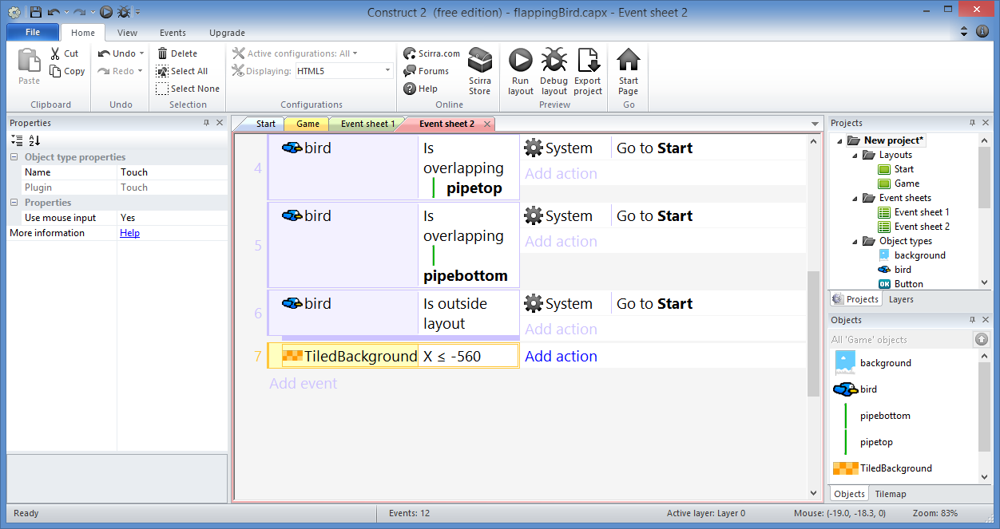 Construct 2 (free edition) - flappingBird.capx - Event sheet 2
File Home View Events Upgrade
Paste Cut Copy
Clipboard
Undo Redo
Undo
Delete
Select All
Select None
Selection
Active configurations: All
Displaying: HTML5
Configurations
Scirra.com
Forums
Help
Scirra Store
Online
Run layout
Debug layout
Export project
Preview
Start Page
Go
Properties
A Z
Object type properties
Name Touch
Plugin Touch
Properties
Use mouse input Yes
More information Help
Start Game Event sheet 1 Event sheet 2
4 bird Is overlapping pipetop System Go to Start
Add action
5 bird Is overlapping pipebottom System Go to Start
Add action
6 bird Is outside layout System Go to Start
Add action
7 TiledBackground X ≤ -560 Add action
Add event
Projects
New project*
Layouts
Start
Game
Event sheets
Event sheet 1
Event sheet 2
Object types
background
bird
OK Button
Projects Layers
Objects
All 'Game' objects
background
bird
pipebottom
pipetop
TiledBackground
Objects Tilemap
Ready Events: 12 Active layer: Layer 0 Mouse: (-19.0, -18.3, 0) Zoom: 83%